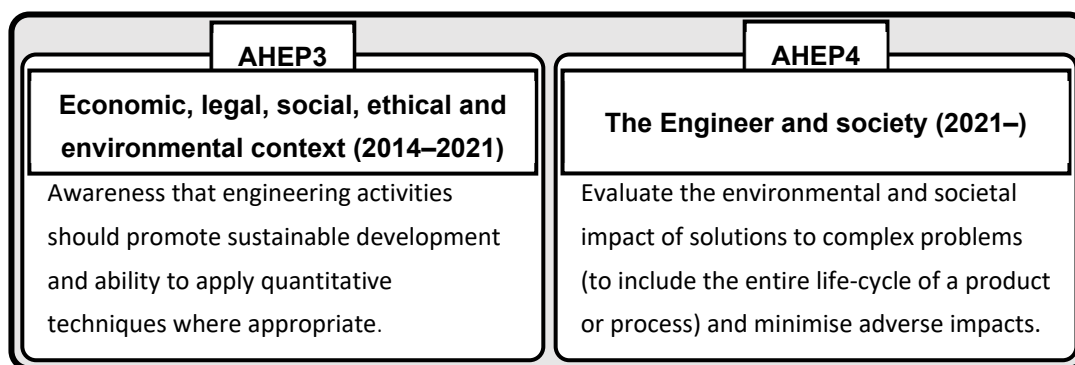 AHEP3
Economic, legal, social, ethical and
environmental context (2014–2021)
Awareness that engineering activities
should promote sustainable development
and ability to apply quantitative
techniques where appropriate.
AHEP4
The Engineer and society (2021–)
Evaluate the environmental and societal
impact of solutions to complex problems
(to include the entire life-cycle of a product
or process) and minimise adverse impacts.